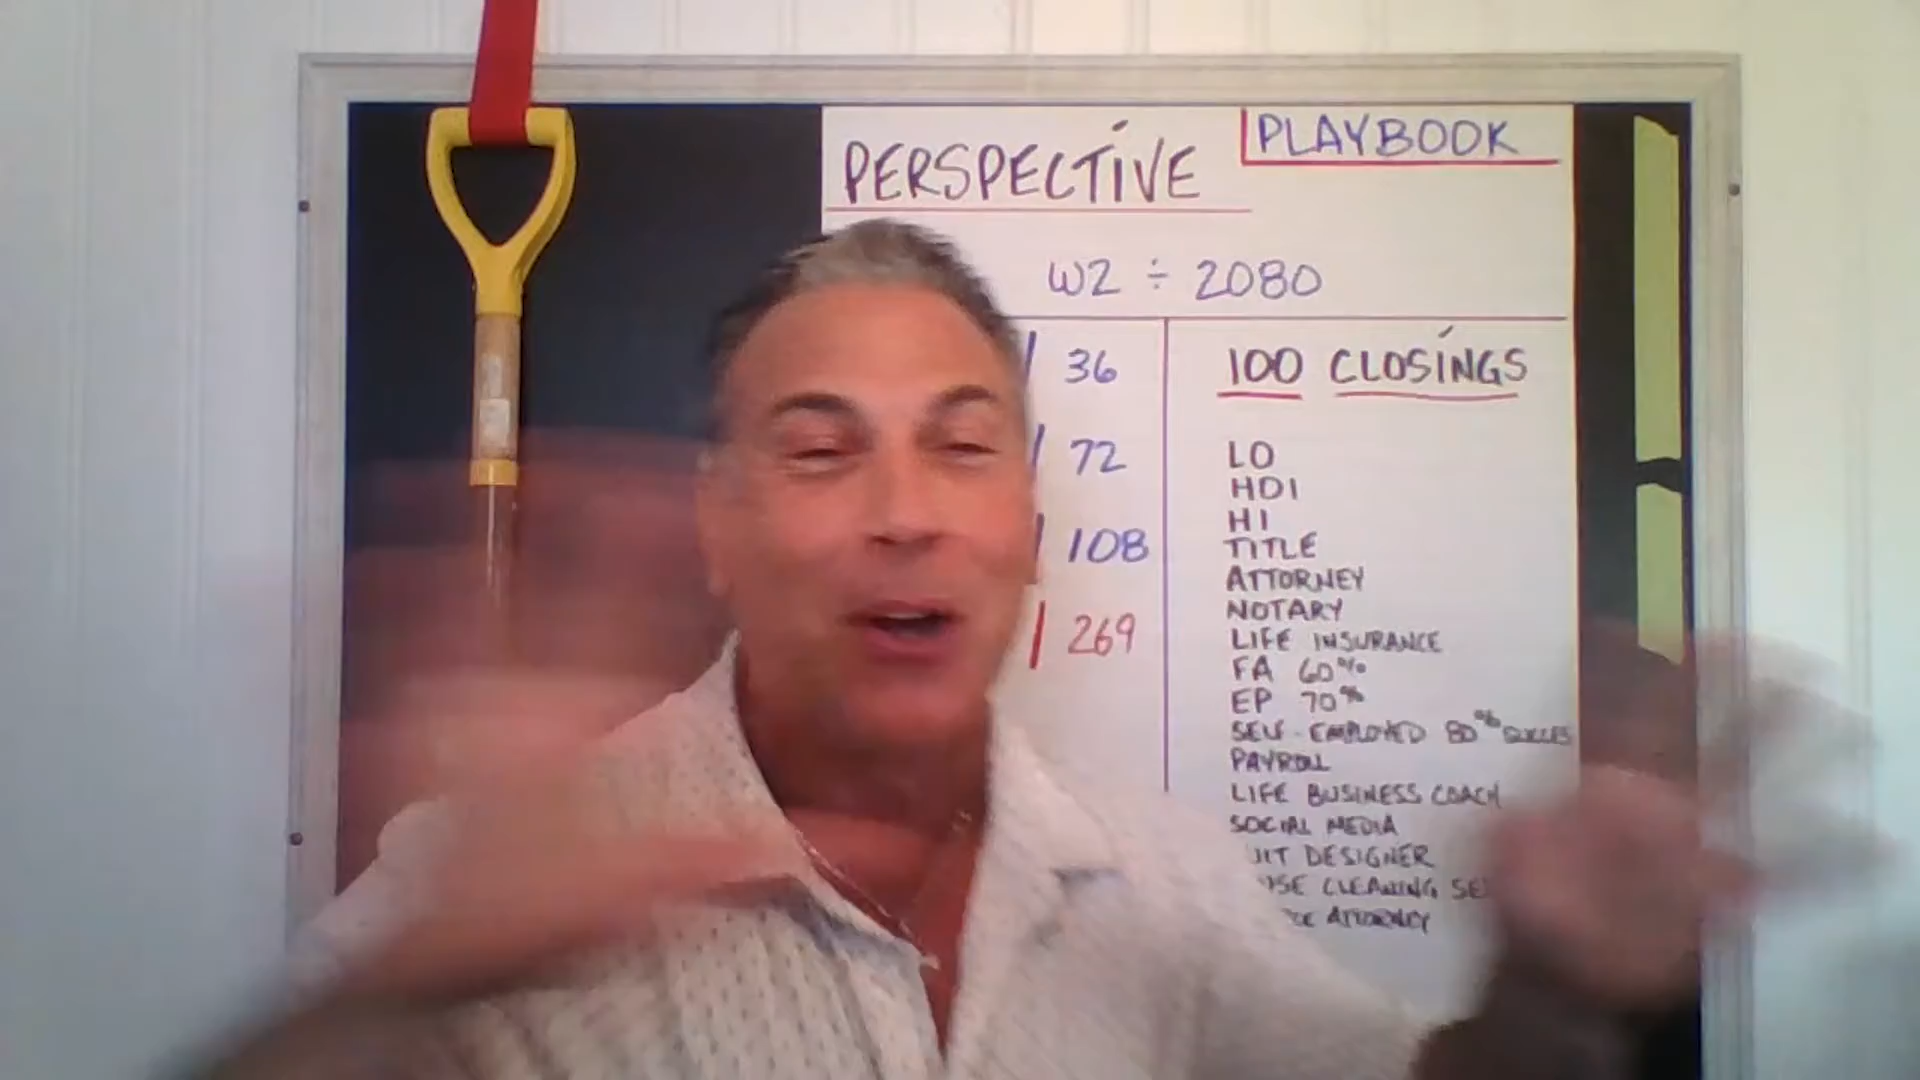 PERSPECTIVE
PLAYBOOK
W2 ÷ 2080
36
72
108
269
100 CLOSINGS
LO
HOI
HI
TITLE
ATTORNEY
NOTARY
LIFE INSURANCE
FA 60%
EP 70%
SELF-EMPLOYED 80%
PAYROLL
LIFE BUSINESS COACH
SOCIAL MEDIA
DESIGNER
CLEANING
ATTORNEY